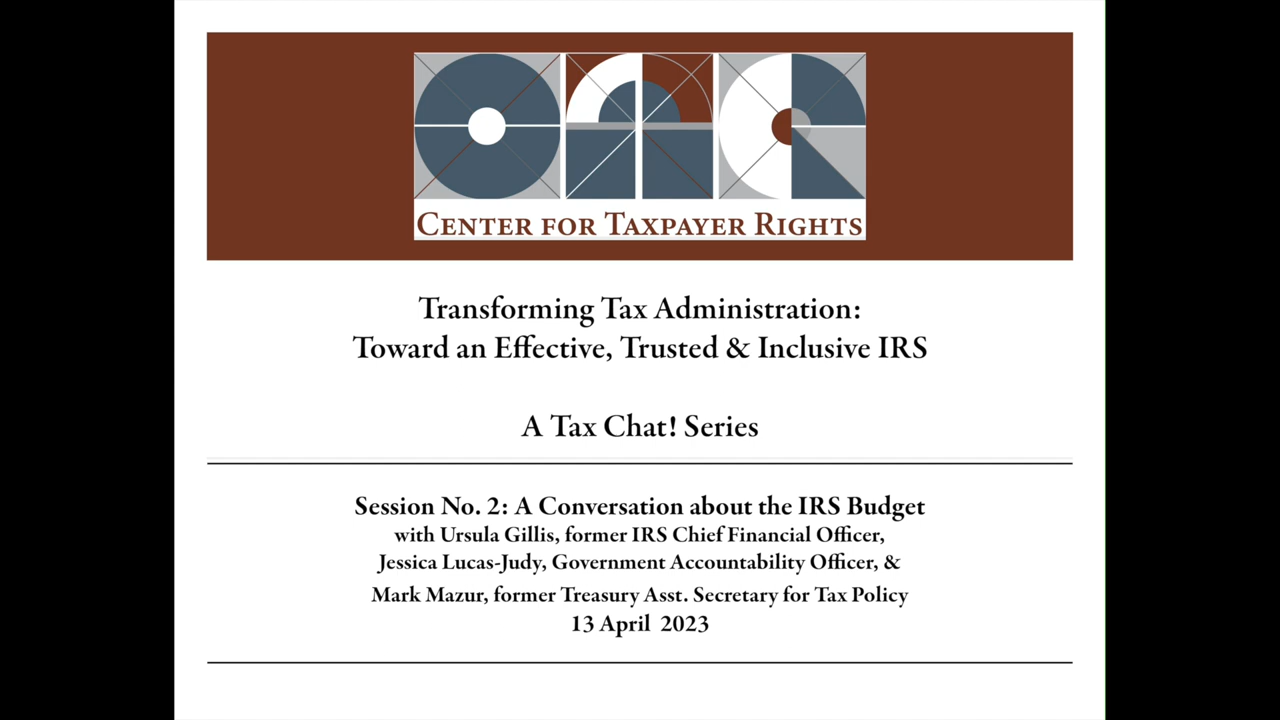 CENTER FOR TAXPAYER RIGHTS
Transforming Tax Administration:
Toward an Effective, Trusted & Inclusive IRS
A Tax Chat! Series
Session No. 2: A Conversation about the IRS Budget
with Ursula Gillis, former IRS Chief Financial Officer,
Jessica Lucas-Judy, Government Accountability Officer, &
Mark Mazur, former Treasury Asst. Secretary for Tax Policy
13 April 2023